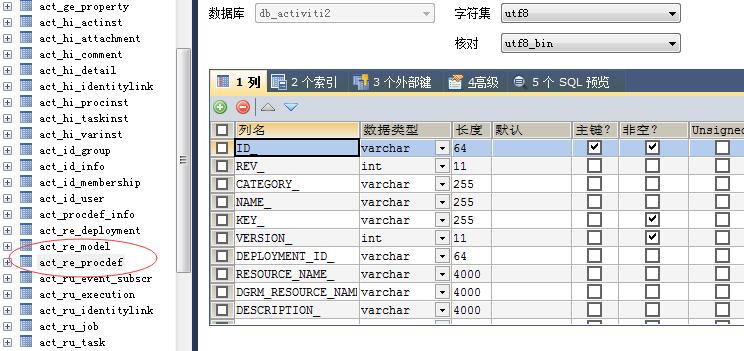 act_ge_property
act_hi_actinst
act_hi_attachment
act_hi_comment
act_hi_detail
act_hi_identitylink
act_hi_procinst
act_hi_taskinst
act_hi_varinst
act_id_group
act_id_info
act_id_membership
act_id_user
act_procdef_info
act_re_deployment
act_re_model
act_re_procdef
act_ru_event_subscr
act_ru_execution
act_ru_identitylink
act_ru_job
act_ru_task
数据库 db_activiti2 字符集 utf8
核对 utf8_bin
1 列 2 个索引 3 个外部键 4高级 5 个 SQL 预览
列名 数据类型 长度 默认 主键? 非空? Unsigned
ID_ varchar 64
REV_ int 11
CATEGORY_ varchar 255
NAME_ varchar 255
KEY_ varchar 255
VERSION_ int 11
DEPLOYMENT_ID_ varchar 64
RESOURCE_NAME_ varchar 4000
DGRM_RESOURCE_NAM varchar 4000
DESCRIPTION_ varchar 4000